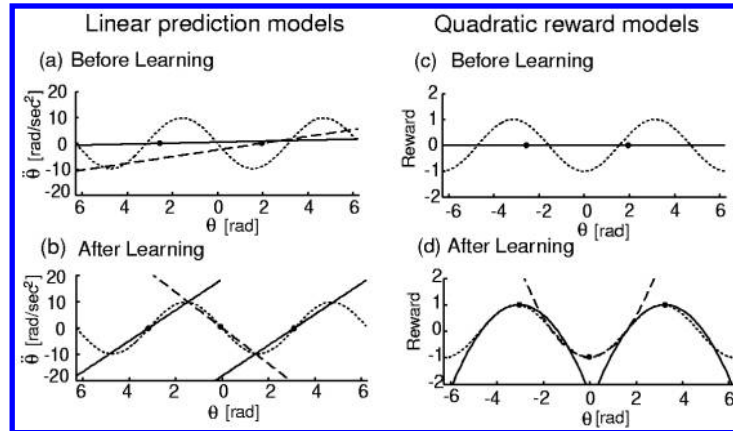 Linear prediction models
Quadratic reward models
(a) Before Learning
20
10
0
-10
20
θ̈ [rad/sec²]
6 4 2 0 2 4 6
θ [rad]
(c) Before Learning
2
1
0
-1
-2
Reward
-6 -4 -2 0 2 4 6
θ [rad]
(b) After Learning
20
10
0
-10
20
θ̈ [rad/sec²]
6 4 2 0 2 4 6
θ [rad]
(d) After Learning
2
1
0
-1
2
Reward
-6 -4 -2 0 2 4 6
θ [rad]